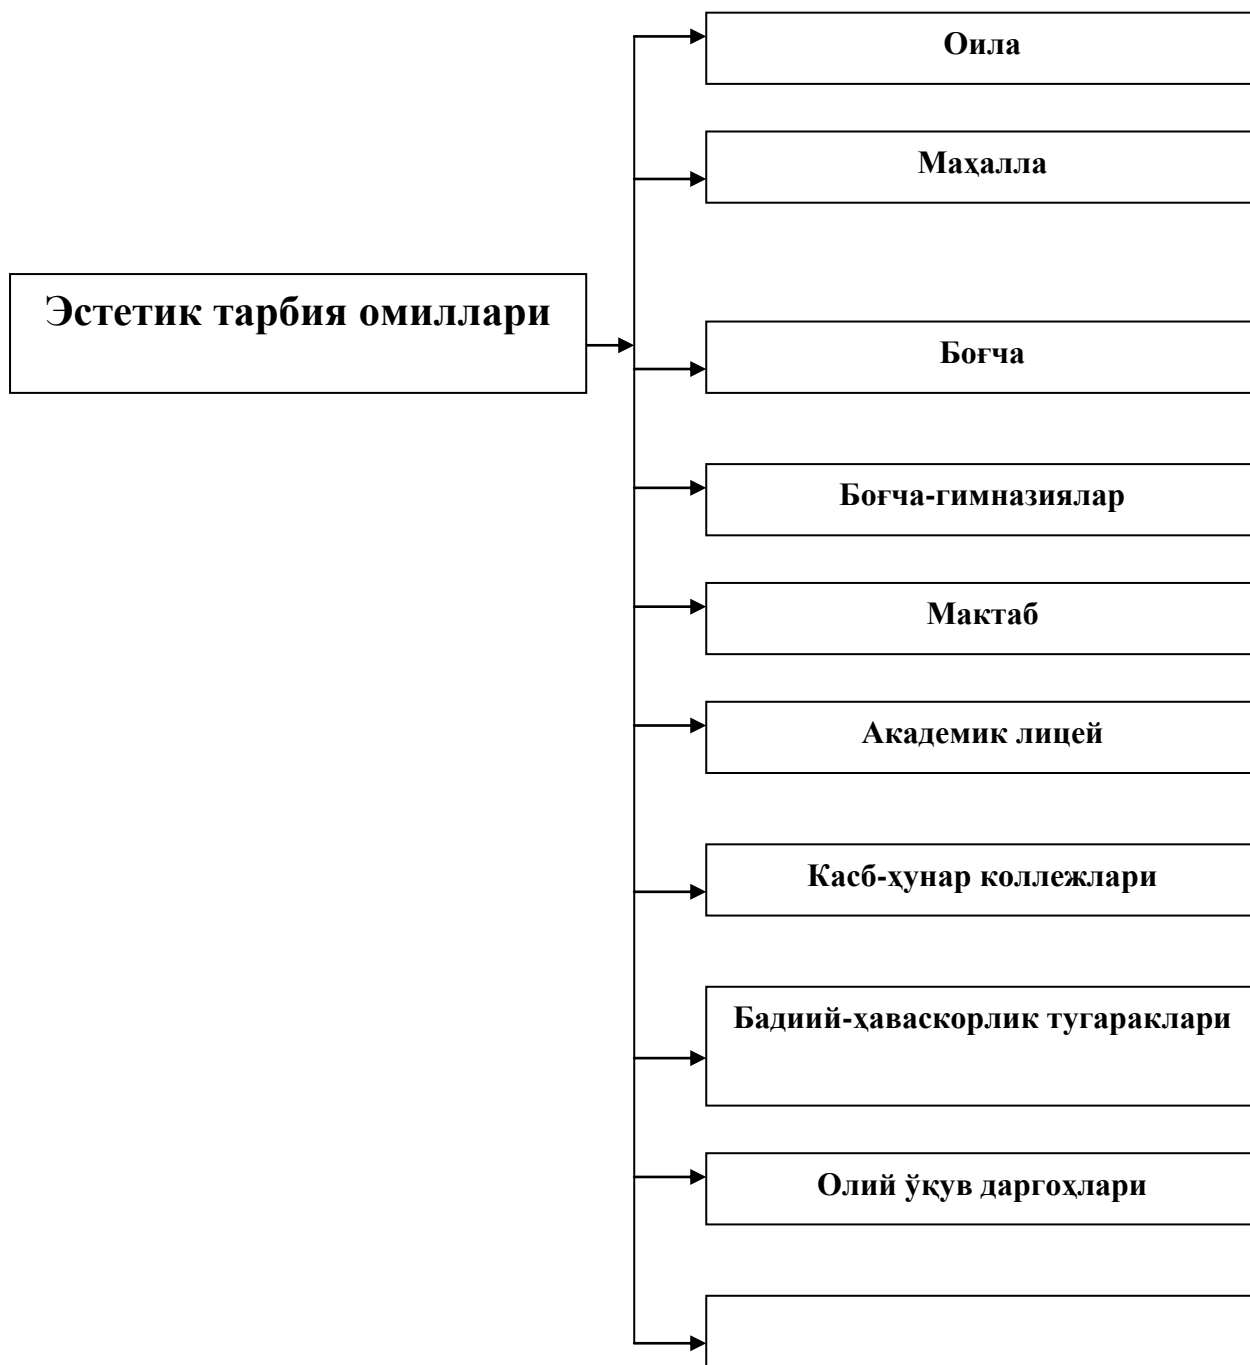 Оила
Маҳалла
Эстетик тарбия омиллари
Боғча
Боғча-гимназиялар
Мактаб
Академик лицей
Касб-ҳунар коллежлари
Бадиий-ҳаваскорлик тугараклари
Олий ўқув даргоҳлари